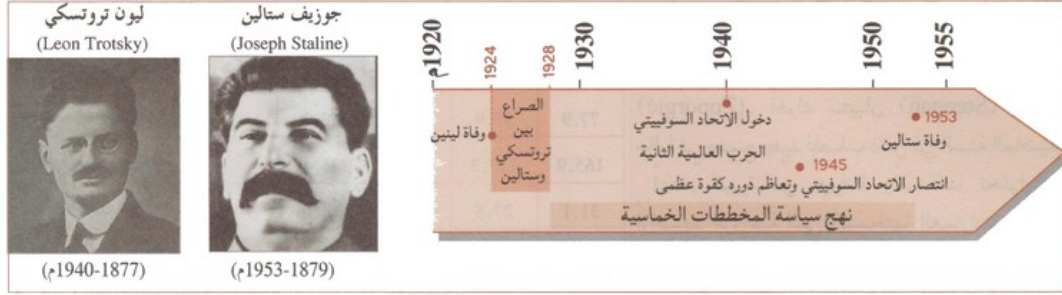 ليون تروتسكي
(Leon Trotsky)
(1877-1940م)
جوزيف ستالين
(Joseph Staline)
(1879-1953م)
1920م
1924
1928
1930
1940
1950
1955
وفاة لينين
الصراع
بين
تروتسكي
وستالين
دخول الاتحاد السوفييتي
الحرب العالمية الثانية
1945
انتصار الاتحاد السوفييتي وتعاظم دوره كقوة عظمى
1953
وفاة ستالين
نهج سياسة المخططات الخماسية